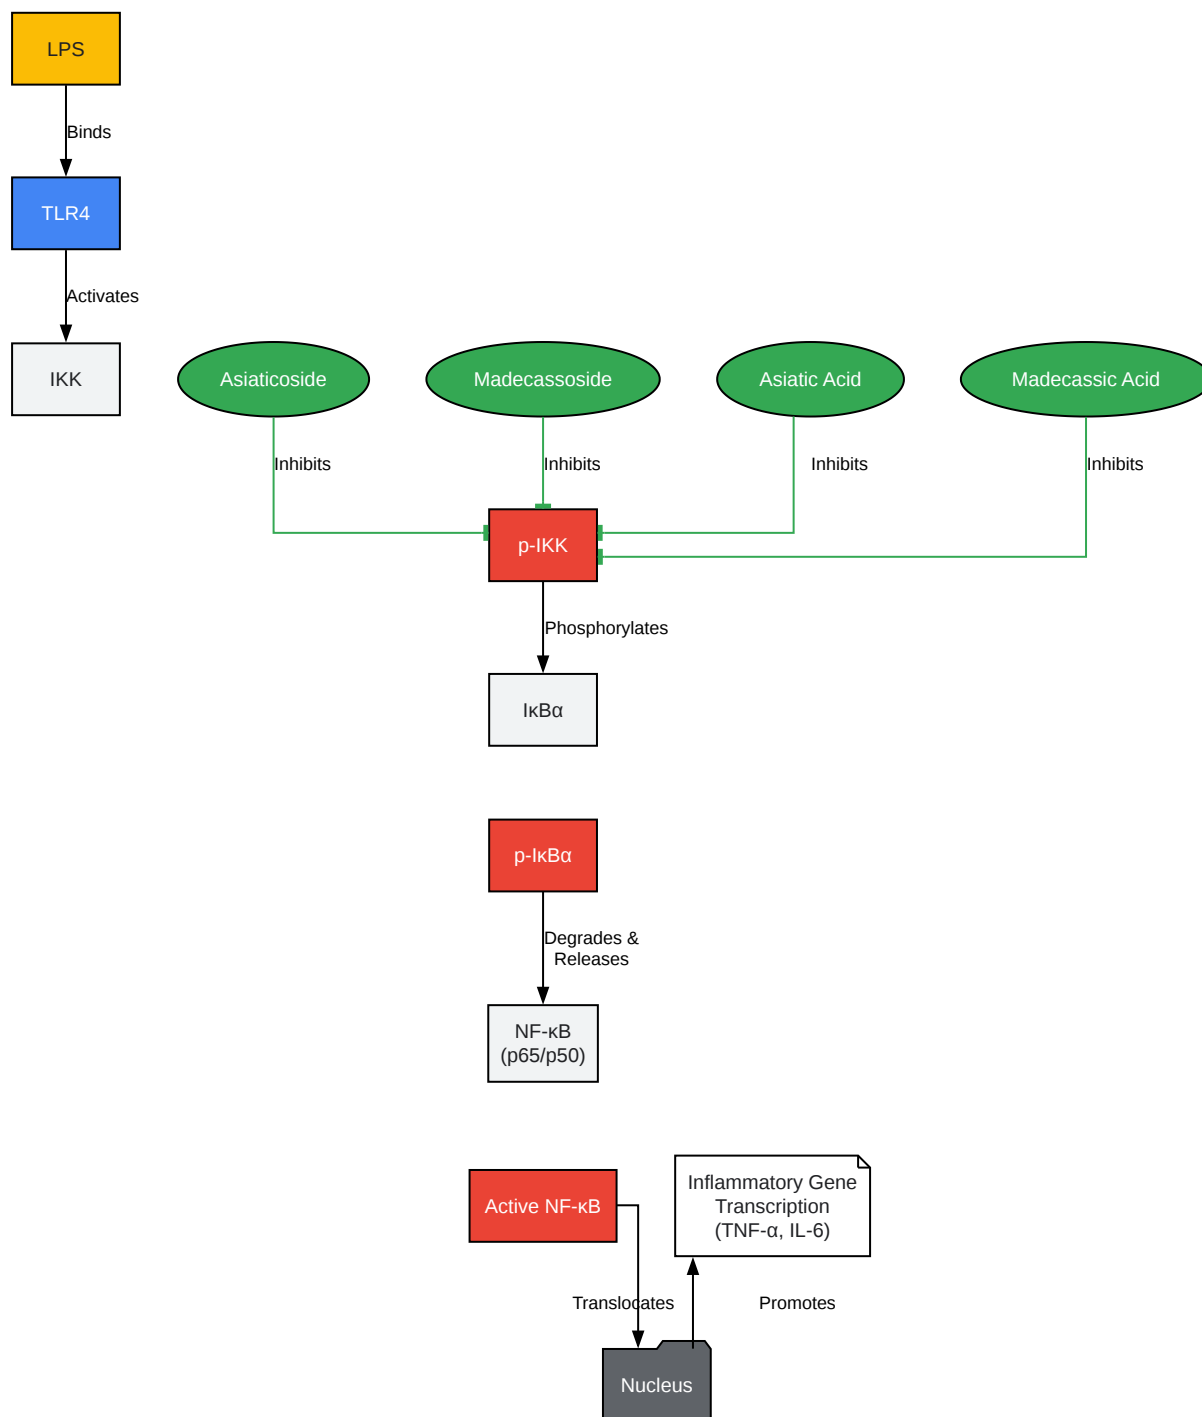 LPS
Binds
TLR4
Activates
IKK
Asiaticoside
Madecassoside
Asiatic Acid
Madecassic Acid
Inhibits
Inhibits
Inhibits
Inhibits
p-IKK
Phosphorylates
IκBα
p-IκBα
Degrades &
Releases
NF-κB
(p65/p50)
Active NF-κB
Inflammatory Gene
Transcription
(TNF-α, IL-6)
Translocates
Promotes
Nucleus